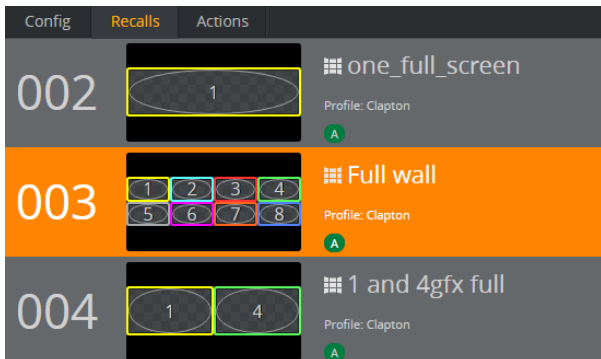 Config Recalls Actions
002
1
one_full_screen
Profile: Clapton
A
003
1 2 3 4
5 6 7 8
Full wall
Profile: Clapton
A
004
1 4
1 and 4gfx full
Profile: Clapton
A